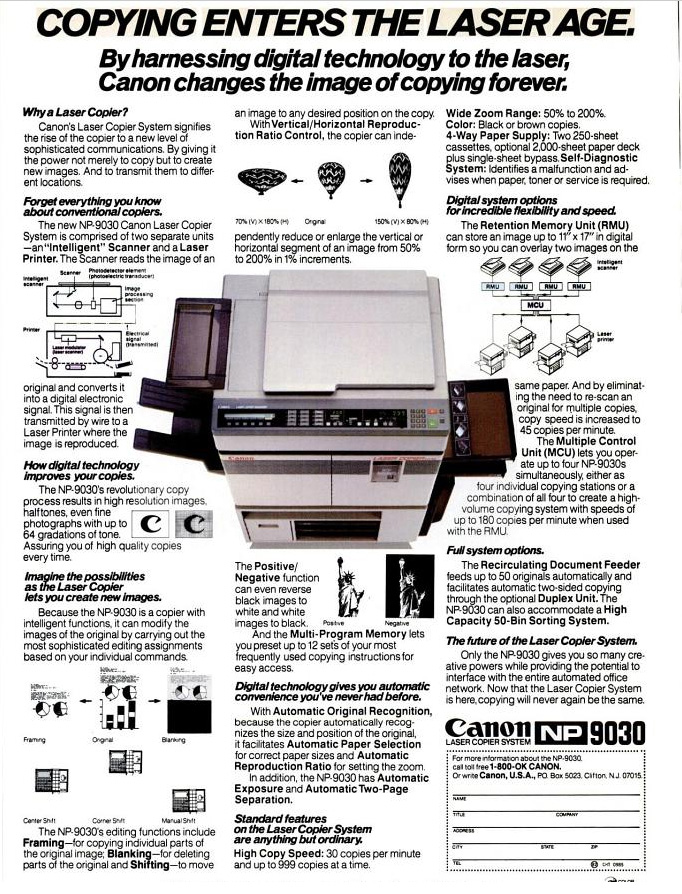 COPYING ENTERS THE LASER AGE.
By harnessing digital technology to the laser,
Canon changes the image of copying forever.
Why a Laser Copier?
Canon's Laser Copier System signifies
the rise of the copier to a new level of
sophisticated communications. By giving it
the power not merely to copy but to create
new images. And to transmit them to differ-
ent locations.
Forget everything you know
about conventional copiers.
The new NP-9030 Canon Laser Copier
System is comprised of two separate units
—an "Intelligent" Scanner and a Laser
Printer. The Scanner reads the image of an
Intelligent
scanner
Scanner
Photodetector element
(photoelectric transducer)
Image
processing
section
Printer
Electrical
signal
(transmitted)
Laser modulator
(laser scanner)
original and converts it
into a digital electronic
signal. This signal is then
transmitted by wire to a
Laser Printer where the
image is reproduced.
How digital technology
improves your copies.
The NP-9030's revolutionary copy
process results in high resolution images,
halftones, even fine
photographs with up to
64 gradations of tone.
C C
Assuring you of high quality copies
every time.
Imagine the possibilities
as the Laser Copier
lets you create new images.
Because the NP-9030 is a copier with
intelligent functions, it can modify the
images of the original by carrying out the
most sophisticated editing assignments
based on your individual commands.
Framing
Original
Blanking
Center Shift
Corner Shift
Manual Shift
The NP-9030's editing functions include
Framing—for copying individual parts of
the original image; Blanking—for deleting
parts of the original and Shifting—to move
an image to any desired position on the copy.
With Vertical/Horizontal Reproduc-
tion Ratio Control, the copier can inde-
70% (V) X 180% (H)
Original
150% (V) X 80% (H)
pendently reduce or enlarge the vertical or
horizontal segment of an image from 50%
to 200% in 1% increments.
Canon
LASER COPIER
The Positive/
Negative function
can even reverse
black images to
white and white
images to black.
Positive
Negative
And the Multi-Program Memory lets
you preset up to 12 sets of your most
frequently used copying instructions for
easy access.
Digital technology gives you automatic
convenience you've never had before.
With Automatic Original Recognition,
because the copier automatically recog-
nizes the size and position of the original,
it facilitates Automatic Paper Selection
for correct paper sizes and Automatic
Reproduction Ratio for setting the zoom.
In addition, the NP-9030 has Automatic
Exposure and Automatic Two-Page
Separation.
Standard features
on the Laser Copier System
are anything but ordinary.
High Copy Speed: 30 copies per minute
and up to 999 copies at a time.
Wide Zoom Range: 50% to 200%.
Color: Black or brown copies.
4-Way Paper Supply: Two 250-sheet
cassettes, optional 2,000-sheet paper deck
plus single-sheet bypass. Self-Diagnostic
System: Identifies a malfunction and ad-
vises when paper, toner or service is required.
Digital system options
for incredible flexibility and speed.
The Retention Memory Unit (RMU)
can store an image up to 11" x 17" in digital
form so you can overlay two images on the
Intelligent
scanner
RMU RMU RMU RMU
MCU
Laser
printer
same paper. And by eliminat-
ing the need to re-scan an
original for multiple copies,
copy speed is increased to
45 copies per minute.
The Multiple Control
Unit (MCU) lets you oper-
ate up to four NP-9030s
simultaneously, either as
four individual copying stations or a
combination of all four to create a high-
volume copying system with speeds of
up to 180 copies per minute when used
with the RMU.
Full system options.
The Recirculating Document Feeder
feeds up to 50 originals automatically and
facilitates automatic two-sided copying
through the optional Duplex Unit. The
NP-9030 can also accommodate a High
Capacity 50-Bin Sorting System.
The future of the Laser Copier System.
Only the NP-9030 gives you so many cre-
ative powers while providing the potential to
interface with the entire automated office
network. Now that the Laser Copier System
is here, copying will never again be the same.
Canon NP 9030
LASER COPIER SYSTEM
For more information about the NP-9030,
call toll free 1-800-OK CANON.
Or write Canon, U.S.A., P.O. Box 5023, Clifton, N.J. 07015.
NAME
TITLE COMPANY
ADDRESS
CITY STATE ZIP
TEL.